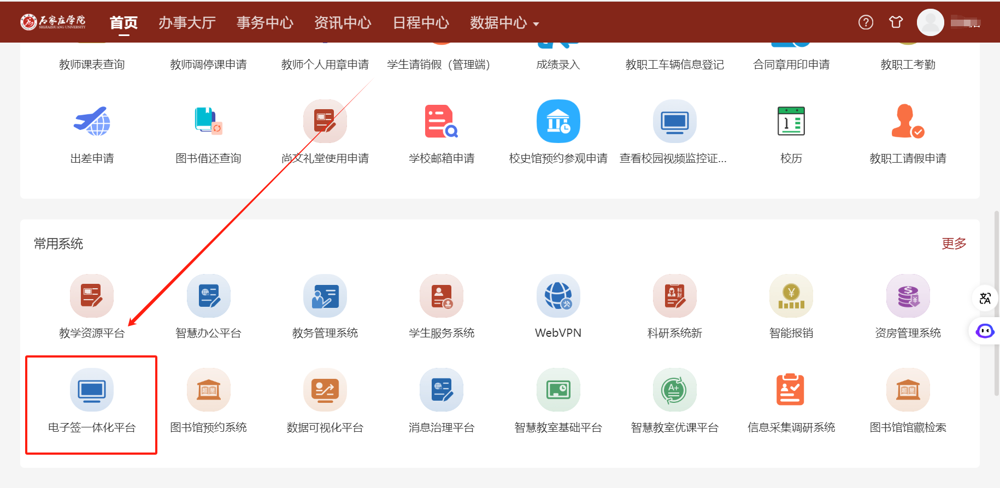 石家庄学院
SHIJIAZHUANG UNIVERSITY
首页 办事大厅 事务中心 资讯中心 日程中心 数据中心
教师课表查询 教师调停课申请 教师个人用章申请 学生请销假（管理端） 成绩录入 教职工车辆信息登记 合同章用印申请 教职工考勤
出差申请 图书借还查询 尚文礼堂使用申请 学校邮箱申请 校史馆预约参观申请 查看校园视频监控证... 校历 教职工请假申请
常用系统 更多
教学资源平台 智慧办公平台 教务管理系统 学生服务系统 WebVPN 科研系统新 智能报销 资房管理系统
电子签一体化平台 图书馆预约系统 数据可视化平台 消息治理平台 智慧教室基础平台 智慧教室优课平台 信息采集调研系统 图书馆馆藏检索